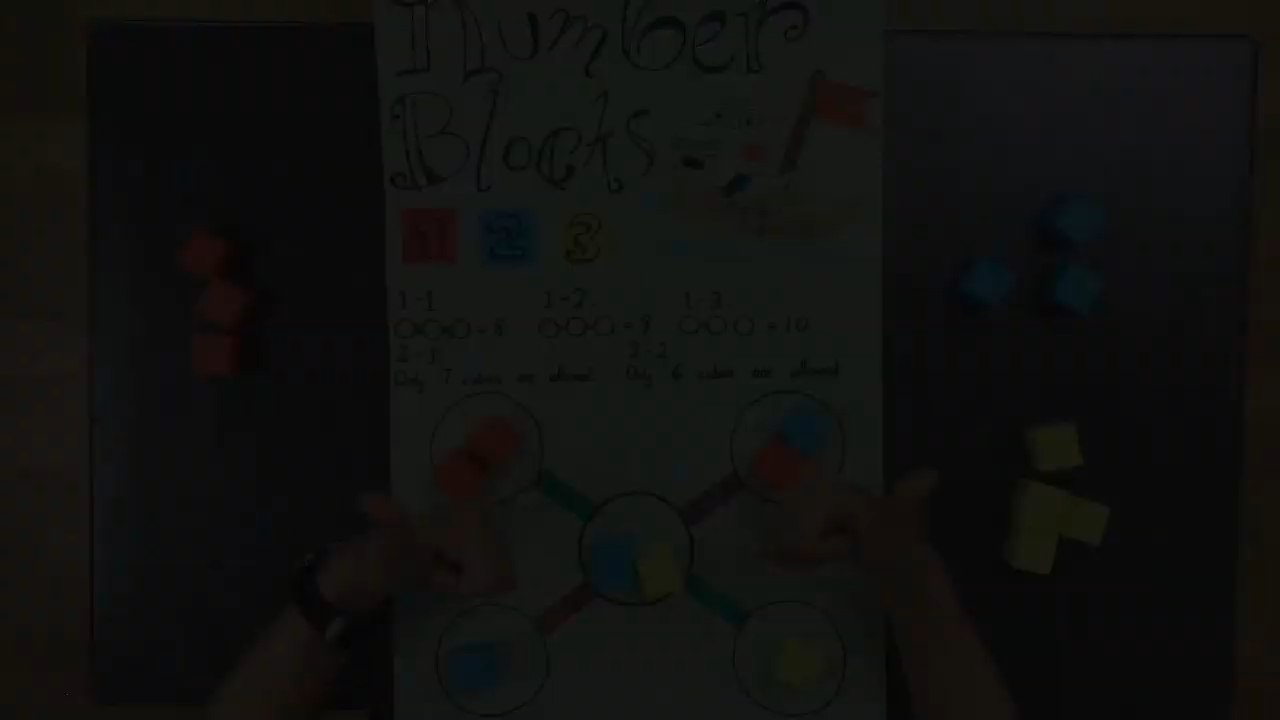 Number
Blocks
1 2 3
1-1 1-2 1-3
= 8 = 9 = 10
2-1 2-2
Only 7 cubes are allowed Only 6 cubes are allowed